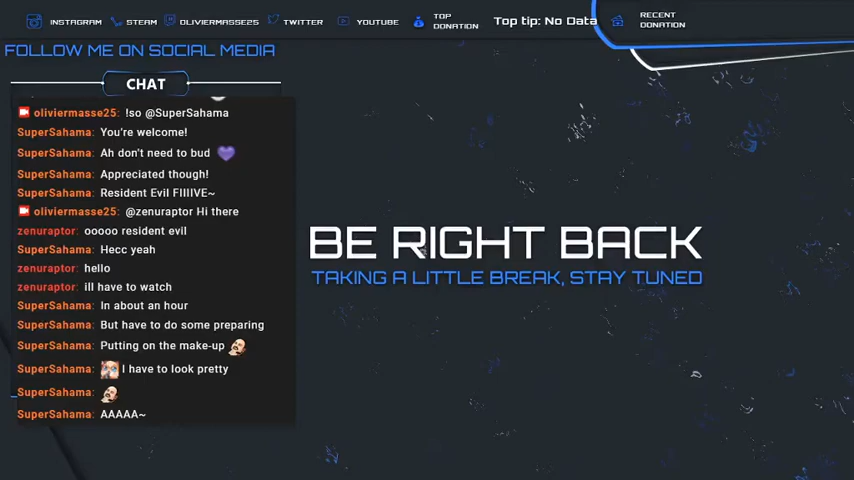 INSTAGRAM
STEAM
OLIVIERMASSE25
TWITTER
YOUTUBE
TOP
DONATION
Top tip: No Data
RECENT
DONATION
FOLLOW ME ON SOCIAL MEDIA
CHAT
oliviermasse25: !so @SuperSahama
SuperSahama: You're welcome!
SuperSahama: Ah don't need to bud
SuperSahama: Appreciated though!
SuperSahama: Resident Evil FIIIIVE~
oliviermasse25: @zenuraptor Hi there
zenuraptor: ooooo resident evil
SuperSahama: Hecc yeah
zenuraptor: hello
zenuraptor: ill have to watch
SuperSahama: In about an hour
SuperSahama: But have to do some preparing
SuperSahama: Putting on the make-up
SuperSahama: I have to look pretty
SuperSahama:
SuperSahama: AAAAA~
BE RIGHT BACK
TAKING A LITTLE BREAK, STAY TUNED